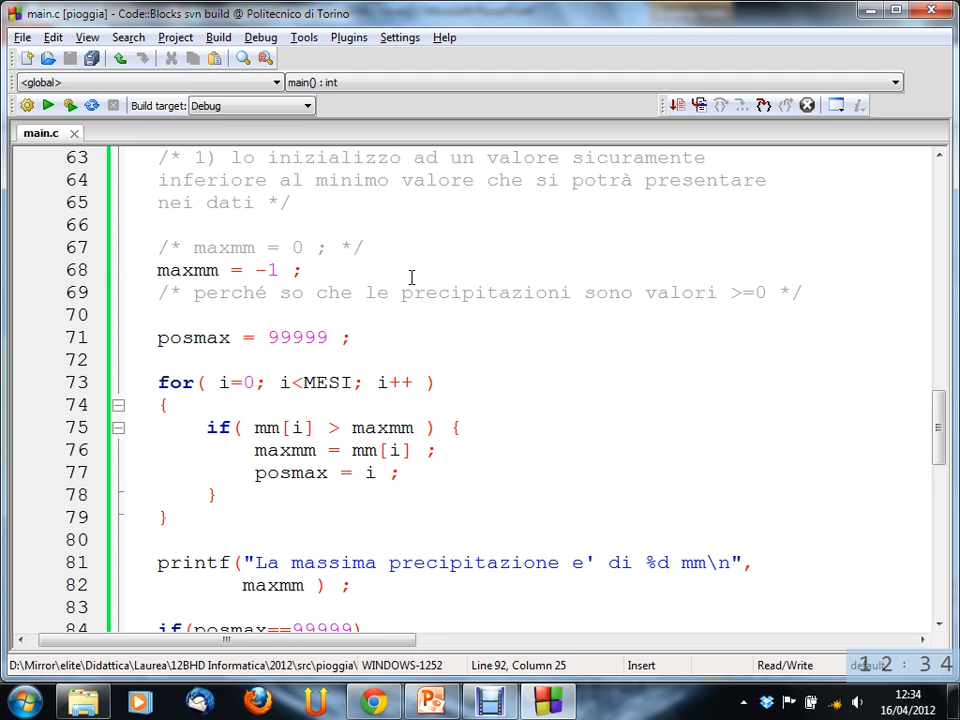 main.c [pioggia] - Code::Blocks svn build @ Politecnico di Torino
File Edit View Search Project Build Debug Tools Plugins Settings Help
<global> main() : int
Build target: Debug
main.c
63 /* 1) lo inizializzo ad un valore sicuramente
64 inferiore al minimo valore che si potrà presentare
65 nei dati */
66
67 /* maxmm = 0 ; */
68 maxmm = -1 ;
69 /* perché so che le precipitazioni sono valori >=0 */
70
71 posmax = 99999 ;
72
73 for( i=0; i<MESI; i++ )
74 {
75 if( mm[i] > maxmm ) {
76 maxmm = mm[i] ;
77 posmax = i ;
78 }
79 }
80
81 printf("La massima precipitazione e' di %d mm\n",
82 maxmm ) ;
83
84 if(posmax==99999)
D:\Mirror\elite\Didattica\Laurea\12BHD Informatica\2012\src\pioggia\ WINDOWS-1252 Line 92, Column 25 Insert Read/Write default
12:34
12:34
16/04/2012